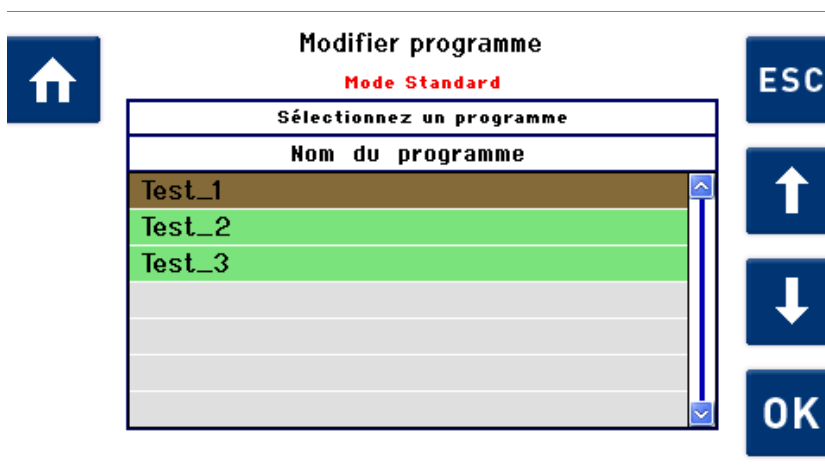 Modifier programme
Mode Standard
ESC
Sélectionnez un programme
Nom du programme
Test_1
Test_2
Test_3
OK